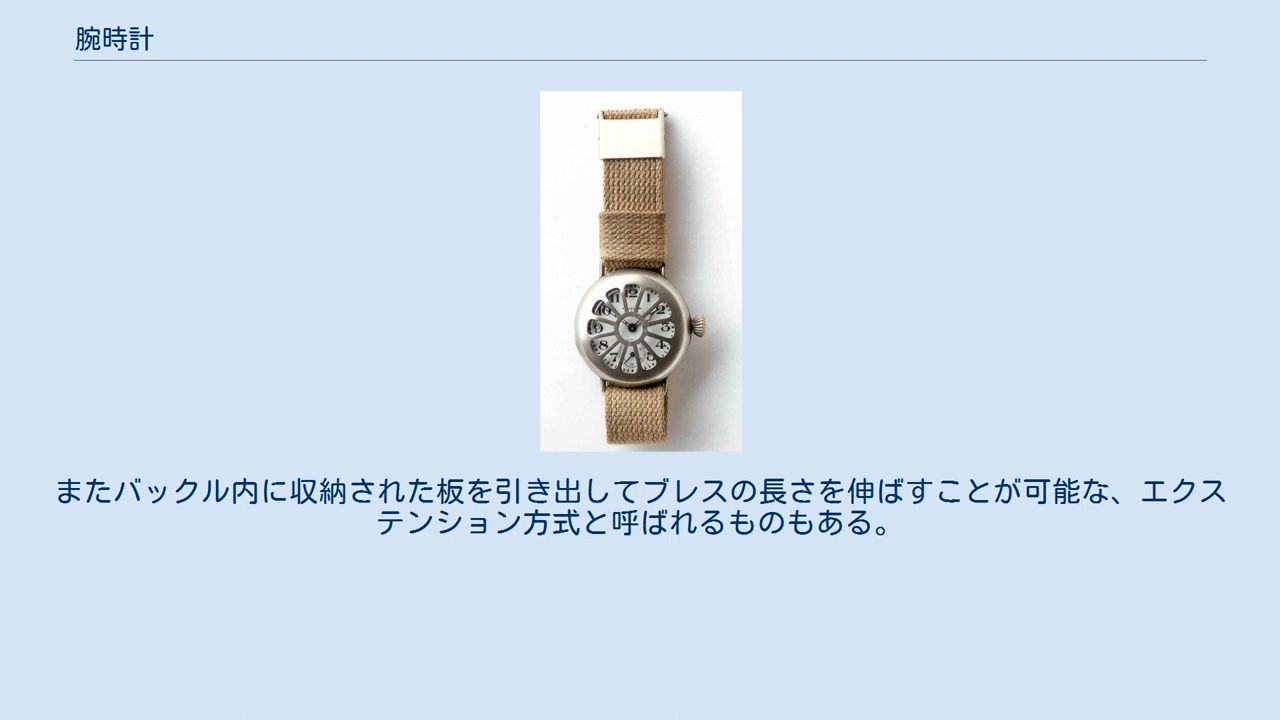 腕時計
またバックル内に収納された板を引き出してブレスの長さを伸ばすことが可能な、エクス
テンション方式と呼ばれるものもある。